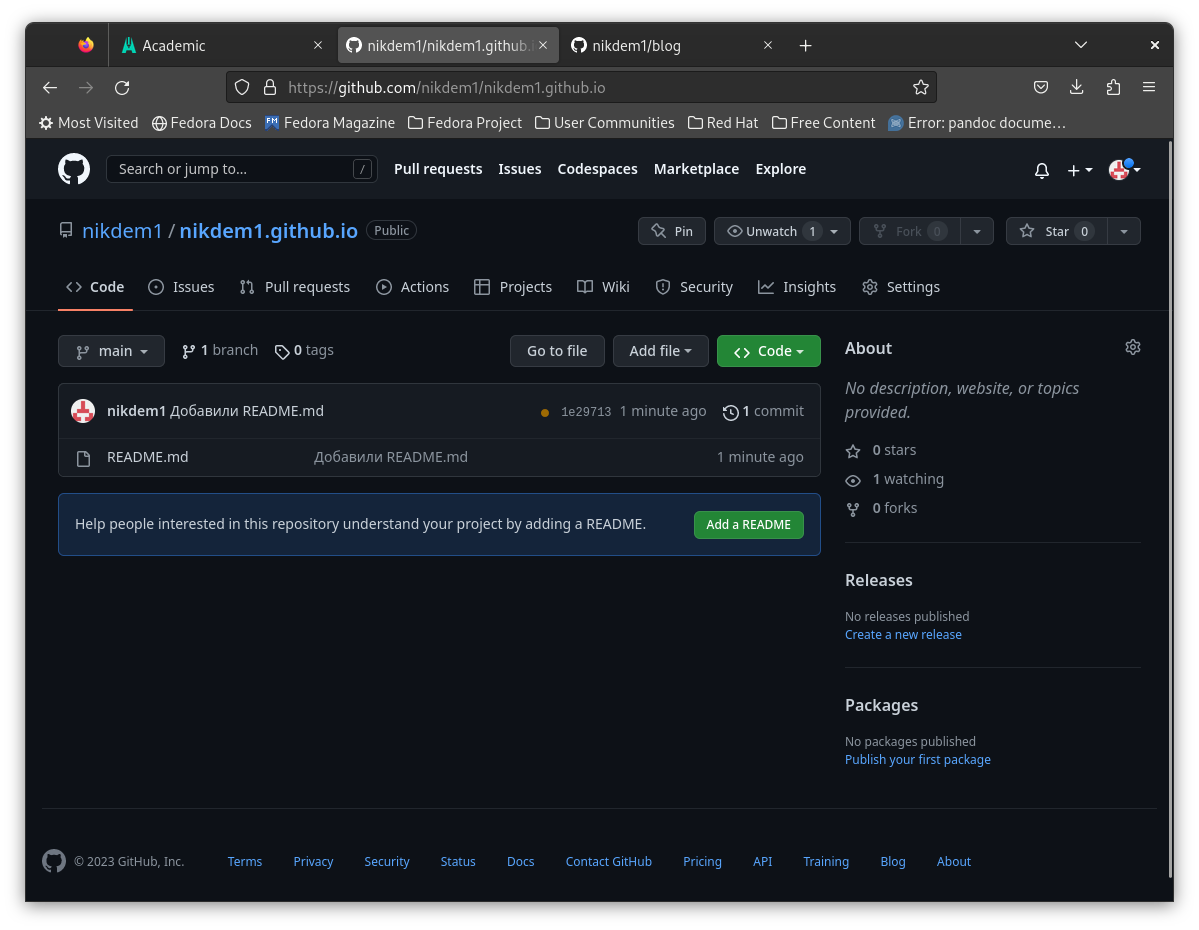 Academic
nikdem1/nikdem1.github.
nikdem1/blog
https://github.com/nikdem1/nikdem1.github.io
Most Visited
Fedora Docs
FM
Fedora Magazine
Fedora Project
User Communities
Red Hat
Free Content
Error: pandoc docume…
Search or jump to...
/
Pull requests
Issues
Codespaces
Marketplace
Explore
nikdem1 / nikdem1.github.io
Public
Pin
Unwatch 1
Fork 0
Star 0
Code
Issues
Pull requests
Actions
Projects
Wiki
Security
Insights
Settings
main
1 branch
0 tags
Go to file
Add file
Code
nikdem1 Добавили README.md
1e29713 1 minute ago
1 commit
README.md
Добавили README.md
1 minute ago
Help people interested in this repository understand your project by adding a README.
Add a README
About
No description, website, or topics
provided.
0 stars
1 watching
0 forks
Releases
No releases published
Create a new release
Packages
No packages published
Publish your first package
© 2023 GitHub, Inc.
Terms
Privacy
Security
Status
Docs
Contact GitHub
Pricing
API
Training
Blog
About